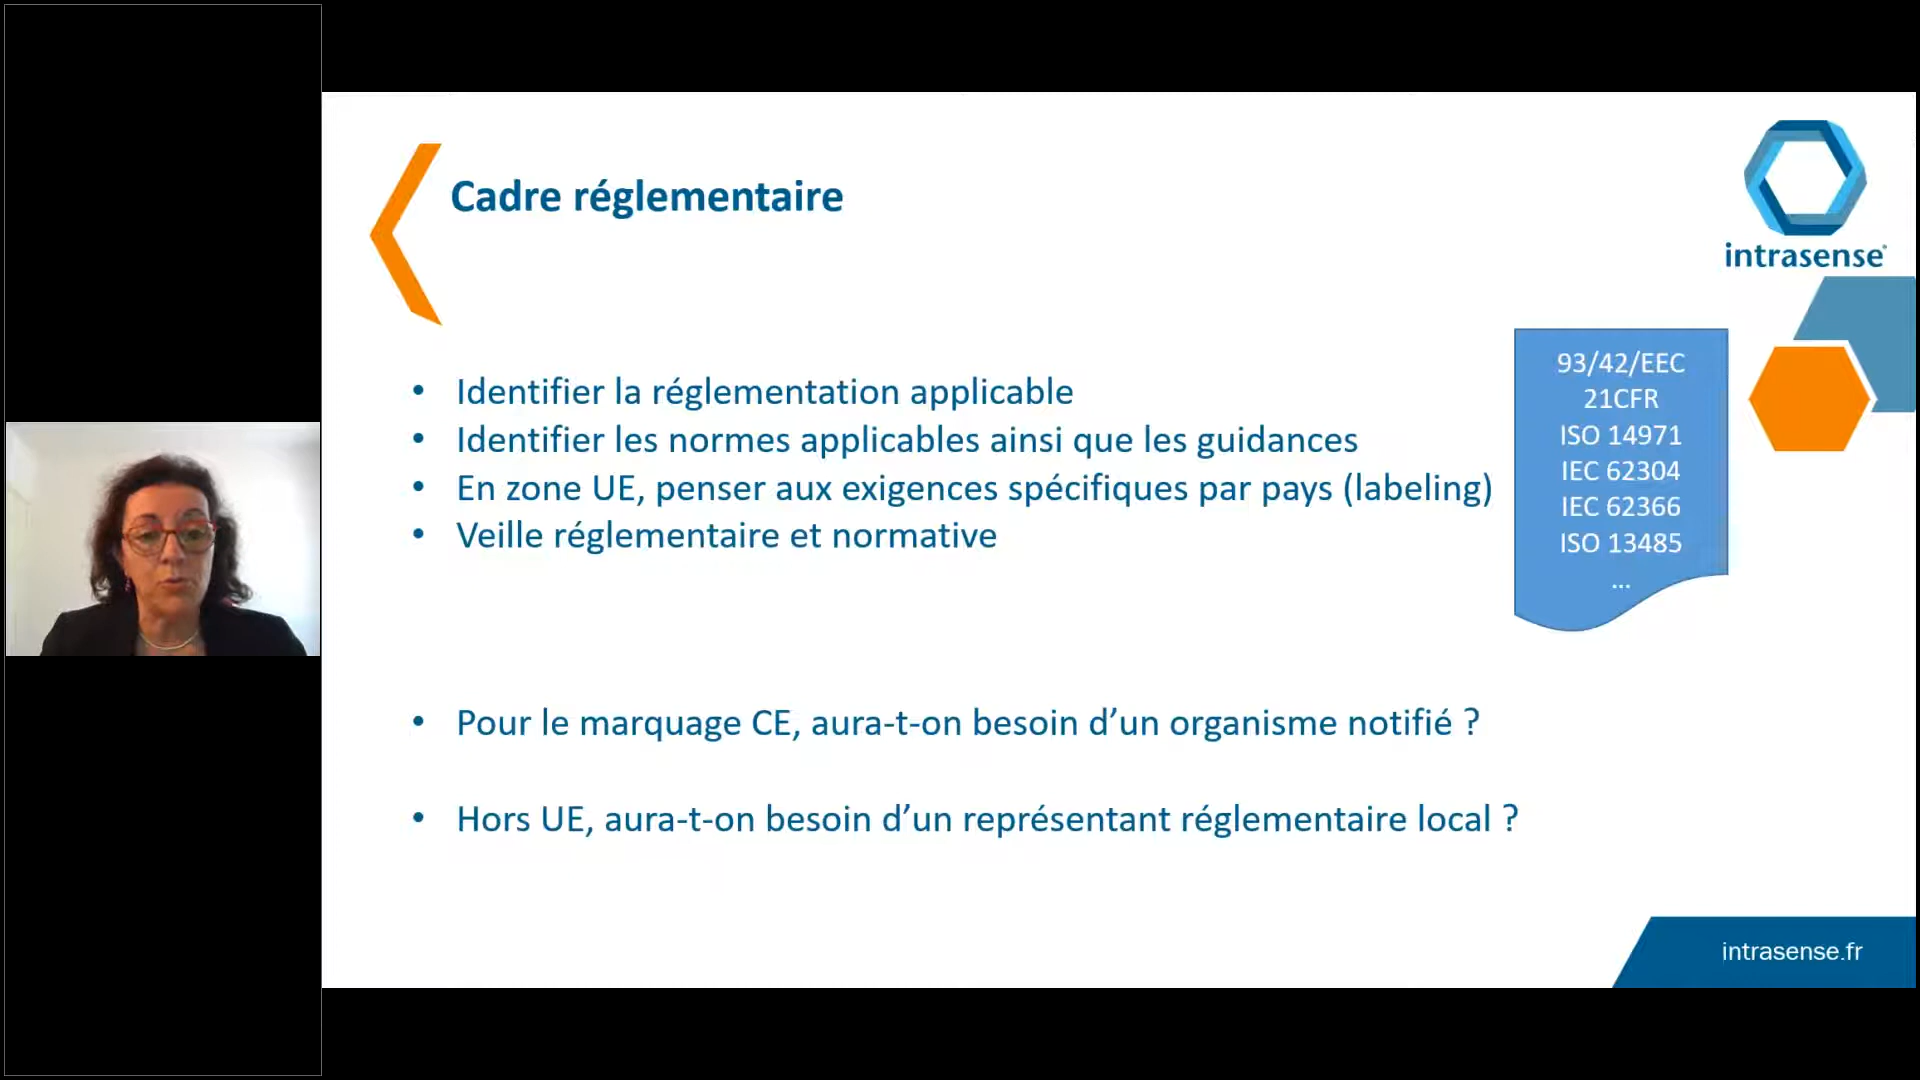 Cadre réglementaire
intrasense
• Identifier la réglementation applicable
• Identifier les normes applicables ainsi que les guidances
• En zone UE, penser aux exigences spécifiques par pays (labeling)
• Veille réglementaire et normative
93/42/EEC
21CFR
ISO 14971
IEC 62304
IEC 62366
ISO 13485
...
• Pour le marquage CE, aura-t-on besoin d’un organisme notifié ?
• Hors UE, aura-t-on besoin d’un représentant réglementaire local ?
intrasense.fr